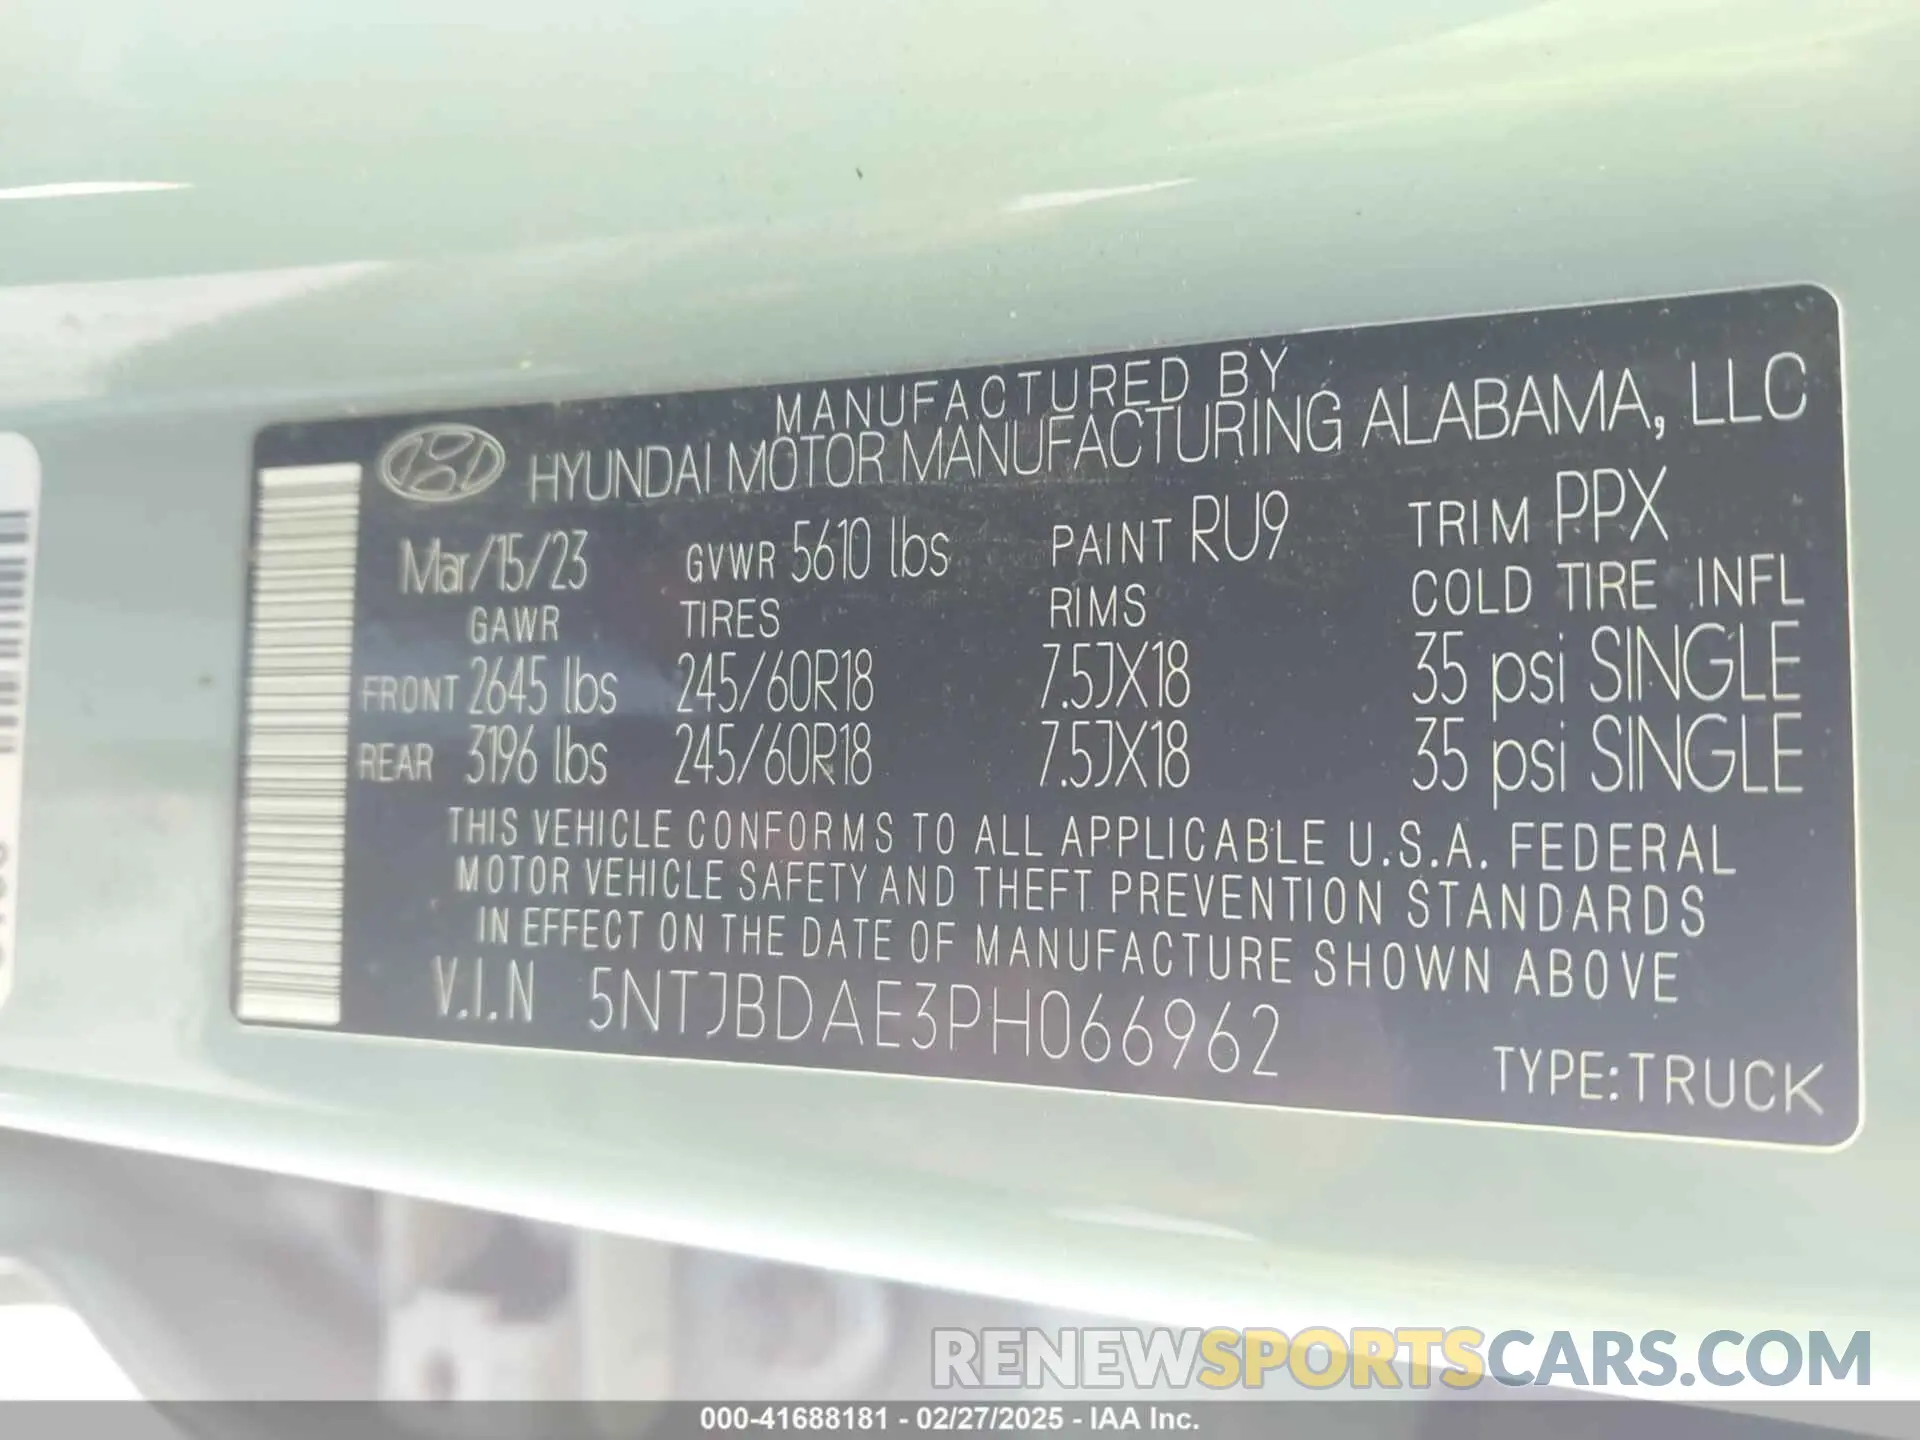 MANUFACTURED BY
HYUNDAI MOTOR MANUFACTURING ALABAMA, LLC
Mar/15/23 GVWR 5610 lbs PAINT RU9 TRIM PPX
GAWR TIRES RIMS COLD TIRE INFL
FRONT 2645 lbs 245/60R18 7.5JX18 35 psi SINGLE
REAR 3196 lbs 245/60R18 7.5JX18 35 psi SINGLE
THIS VEHICLE CONFORMS TO ALL APPLICABLE U.S.A. FEDERAL
MOTOR VEHICLE SAFETY AND THEFT PREVENTION STANDARDS
IN EFFECT ON THE DATE OF MANUFACTURE SHOWN ABOVE
V.I.N 5NTJBDAE3PH066962
TYPE:TRUCK
RENEWSPORTSCARS.COM
000-41688181 - 02/27/2025 - IAA Inc.